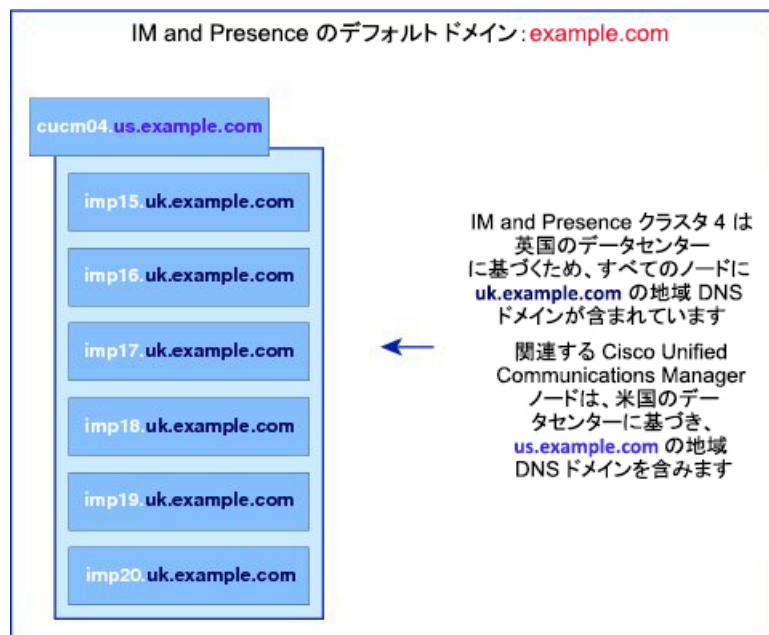 IM and Presence のデフォルトドメイン：example.com
cucm04.us.example.com
imp15.uk.example.com
imp16.uk.example.com
imp17.uk.example.com
imp18.uk.example.com
imp19.uk.example.com
imp20.uk.example.com
IM and Presence クラスタ 4 は
英国のデータセンター
に基づくため、すべてのノードに
uk.example.com の地域 DNS
ドメインが含まれています
関連する Cisco Unified
Communications Manager
ノードは、米国のデー
タセンターに基づき、
us.example.com の地域
DNS ドメインを含みます